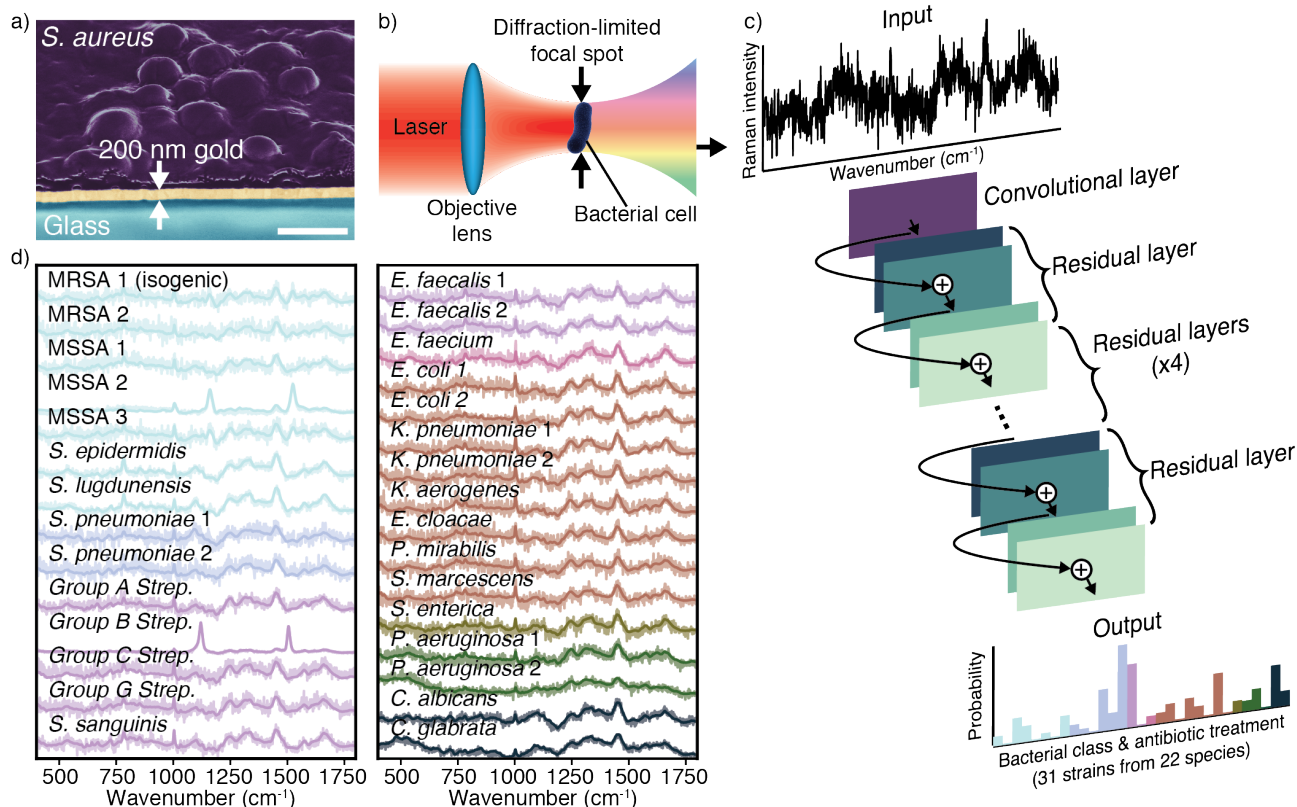 a)
S. aureus
200 nm gold
Glass
b)
Diffraction-limited
focal spot
Laser
Objective
lens
Bacterial cell
c)
Input
Raman intensity
Wavenumber (cm⁻¹)
Convolutional layer
Residual layer
Residual layers
(x4)
Residual layer
Output
Probability
Bacterial class & antibiotic treatment
(31 strains from 22 species)
d)
MRSA 1 (isogenic)
MRSA 2
MSSA 1
MSSA 2
MSSA 3
S. epidermidis
S. lugdunensis
S. pneumoniae 1
S. pneumoniae 2
Group A Strep.
Group B Strep.
Group C Strep.
Group G Strep.
S. sanguinis
500 750 1000 1250 1500 1750
Wavenumber (cm⁻¹)
E. faecalis 1
E. faecalis 2
E. faecium
E. coli 1
E. coli 2
K. pneumoniae 1
K. pneumoniae 2
K. aerogenes
E. cloacae
P. mirabilis
S. marcescens
S. enterica
P. aeruginosa 1
P. aeruginosa 2
C. albicans
C. glabrata
500 750 1000 1250 1500 1750
Wavenumber (cm⁻¹)